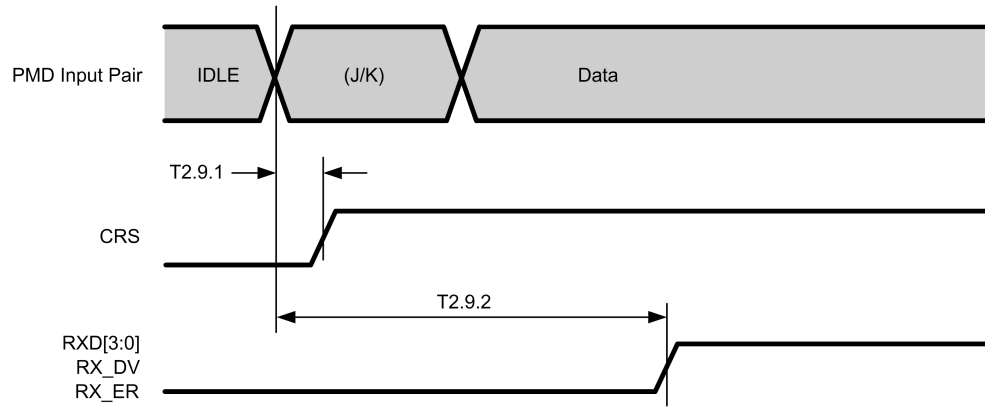 PMD Input Pair
IDLE
(J/K)
Data
T2.9.1
CRS
T2.9.2
RXD[3:0]
RX_DV
RX_ER